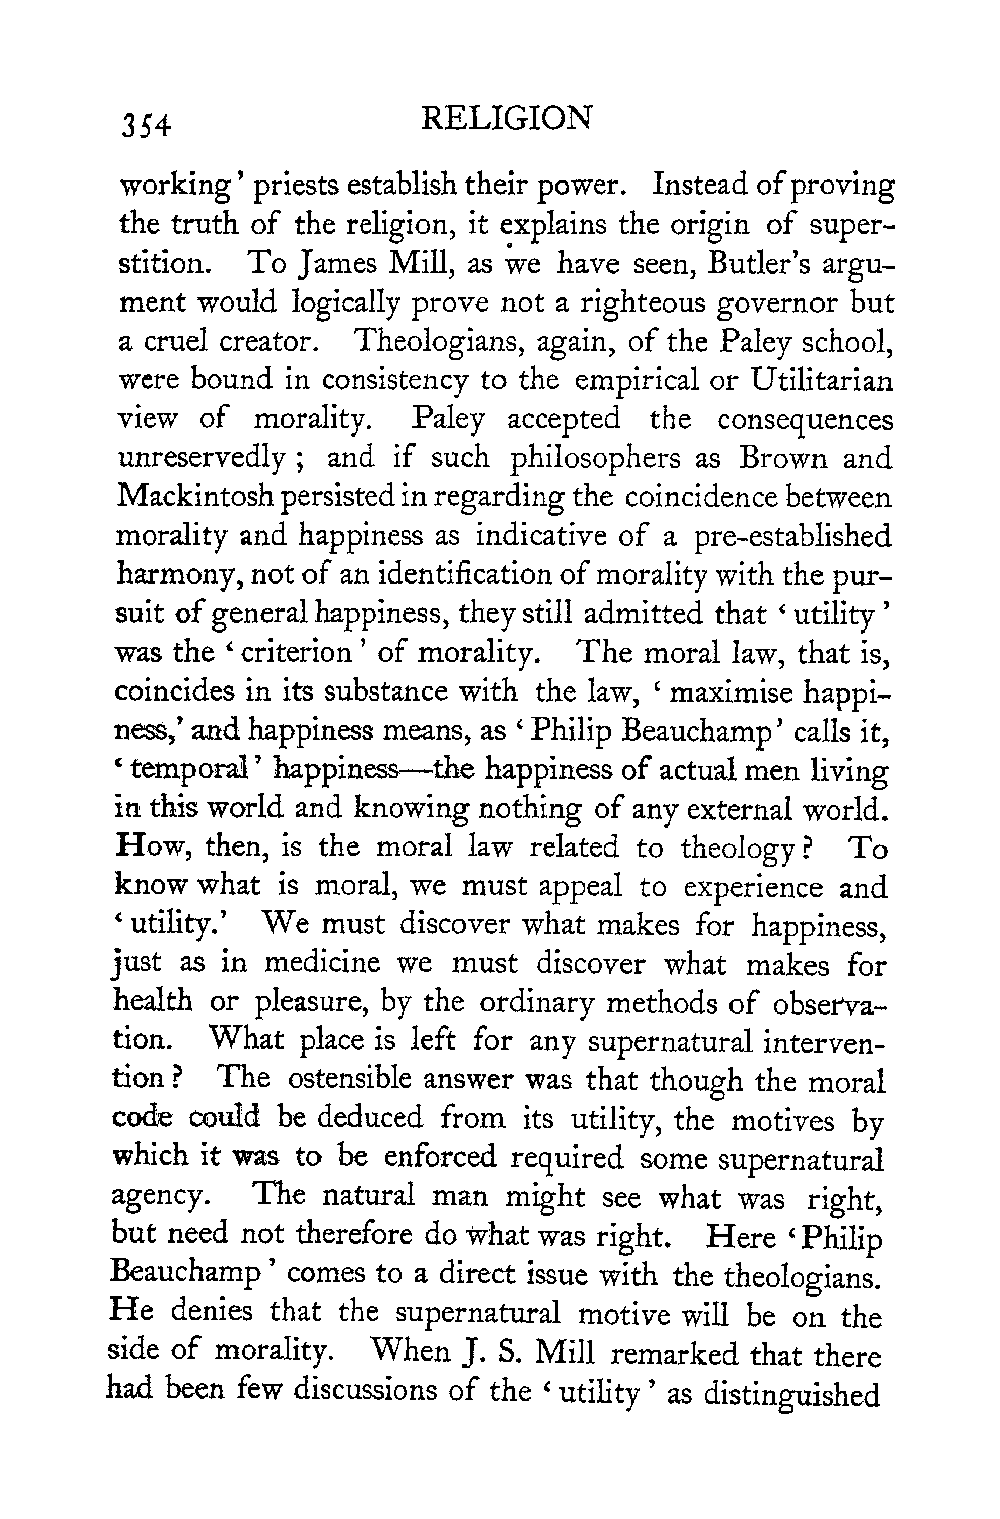 354 RELIGION
working’ priests establish their power. Instead of proving
the truth of the religion, it explains the origin of super-
stition. To James Mill, as we have seen, Butler’s argu-
ment would logically prove not a righteous governor but
a cruel creator. Theologians, again, of the Paley school,
were bound in consistency to the empirical or Utilitarian
view of morality. Paley accepted the consequences
unreservedly ; and if such philosophers as Brown and
Mackintosh persisted in regarding the coincidence between
morality and happiness as indicative of a pre-established
harmony, not of an identification of morality with the pur-
suit of general happiness, they still admitted that ‘ utility ’
was the ‘ criterion ’ of morality. The moral law, that is,
coincides in its substance with the law, ‘ maximise happi-
ness,’ and happiness means, as ‘ Philip Beauchamp ’ calls it,
‘ temporal ’ happiness—the happiness of actual men living
in this world and knowing nothing of any external world.
How, then, is the moral law related to theology ? To
know what is moral, we must appeal to experience and
‘ utility.’ We must discover what makes for happiness,
just as in medicine we must discover what makes for
health or pleasure, by the ordinary methods of observa-
tion. What place is left for any supernatural interven-
tion ? The ostensible answer was that though the moral
code could be deduced from its utility, the motives by
which it was to be enforced required some supernatural
agency. The natural man might see what was right,
but need not therefore do what was right. Here ‘ Philip
Beauchamp ’ comes to a direct issue with the theologians.
He denies that the supernatural motive will be on the
side of morality. When J. S. Mill remarked that there
had been few discussions of the ‘ utility ’ as distinguished